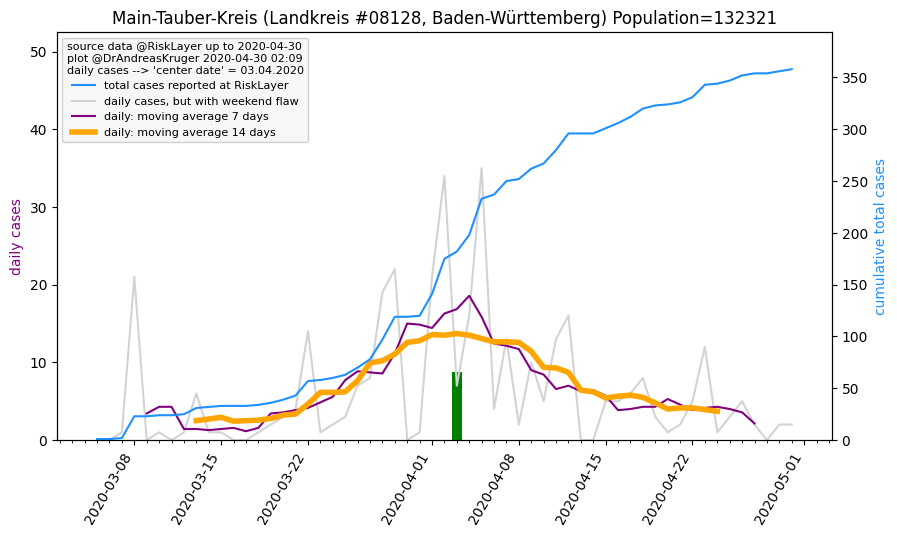 Main-Tauber-Kreis (Landkreis #08128, Baden-Württemberg) Population=132321
source data @RiskLayer up to 2020-04-30
plot @DrAndreasKruger 2020-04-30 02:09
daily cases --> 'center date' = 03.04.2020
total cases reported at RiskLayer
daily cases, but with weekend flaw
daily: moving average 7 days
daily: moving average 14 days
daily cases
50
40
30
20
10
0
cumulative total cases
350
300
250
200
150
100
50
0
2020-03-08
2020-03-15
2020-03-22
2020-04-01
2020-04-08
2020-04-15
2020-04-22
2020-05-01